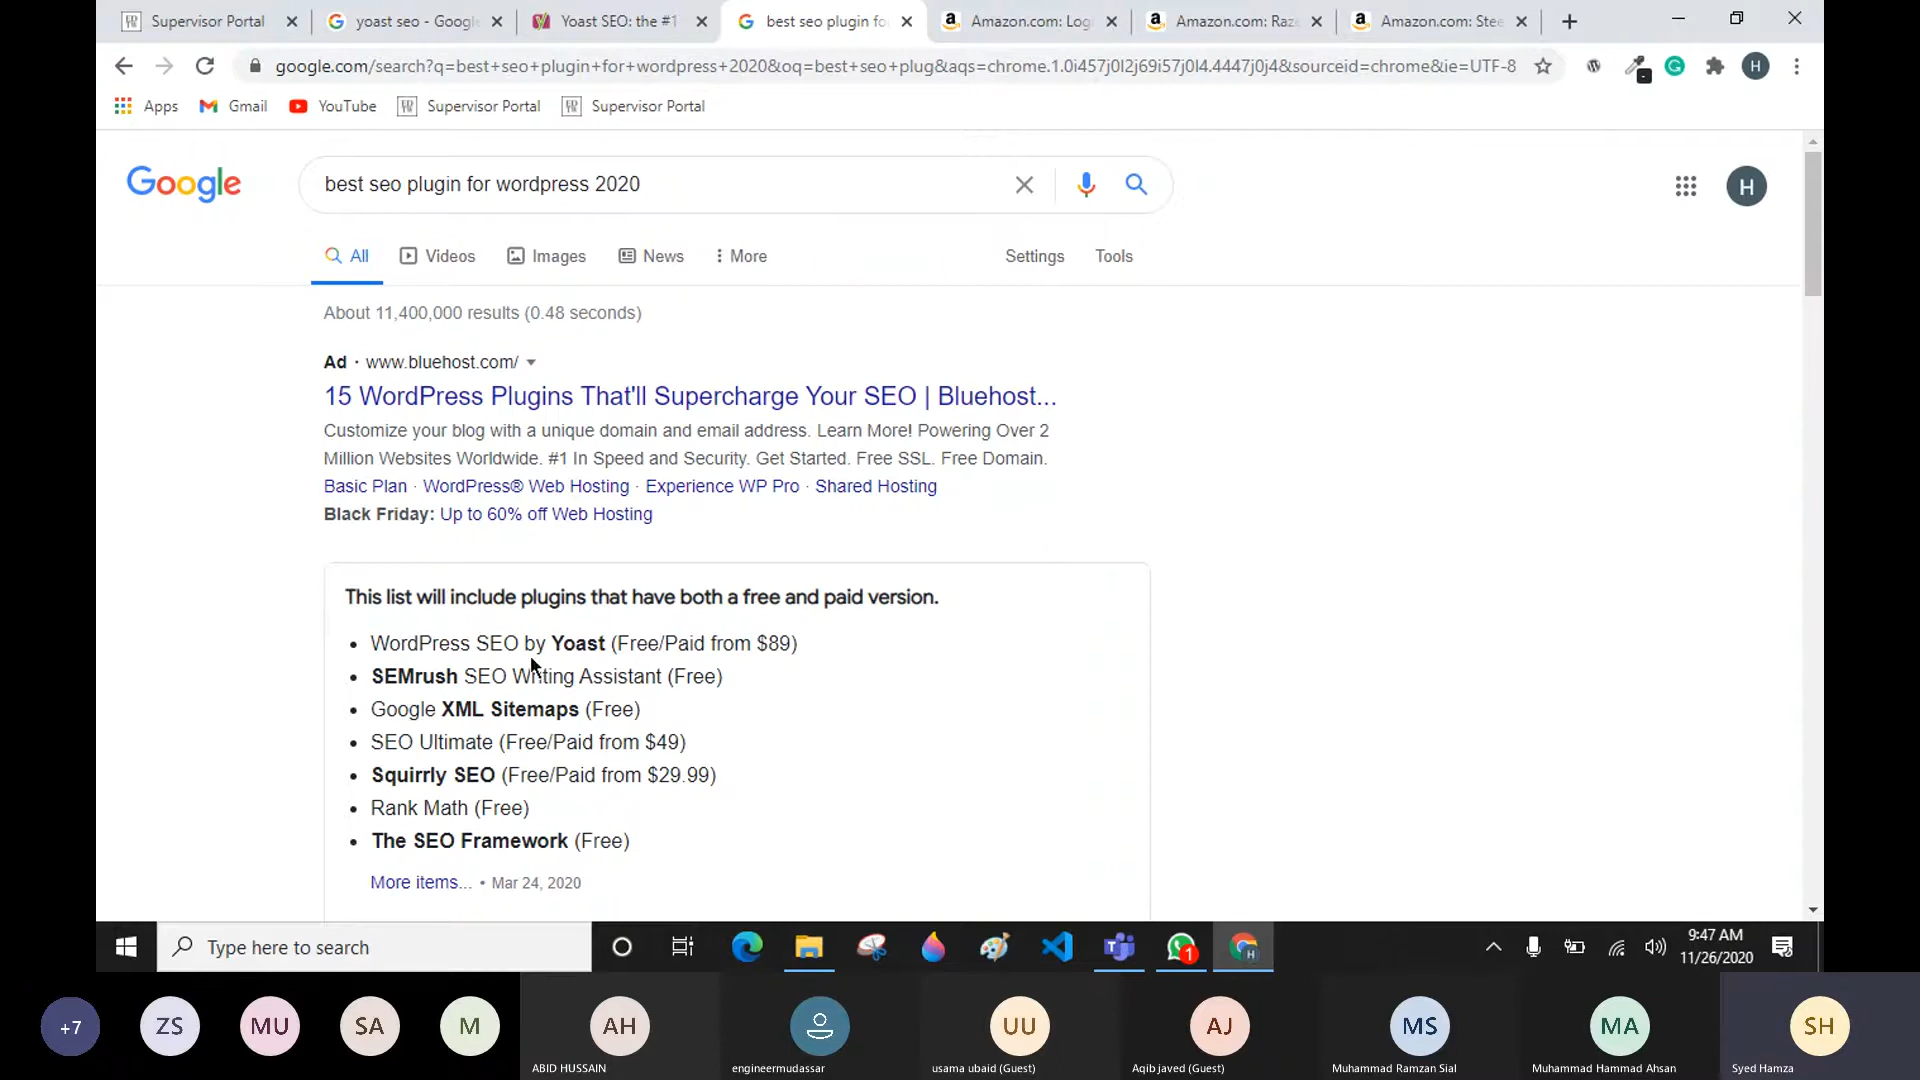 Supervisor Portal
yoast seo - Google
Yoast SEO: the #1
best seo plugin fo
Amazon.com: Log
Amazon.com: Raz
Amazon.com: Stee
google.com/search?q=best+seo+plugin+for+wordpress+2020&oq=best+seo+plug&aqs=chrome.1.0i457j0l2j69i57j0l4.4447j0j4&sourceid=chrome&ie=UTF-8
H
Apps
Gmail
YouTube
Supervisor Portal
Supervisor Portal
Google
best seo plugin for wordpress 2020
H
All
Videos
Images
News
More
Settings
Tools
About 11,400,000 results (0.48 seconds)
Ad · www.bluehost.com/
15 WordPress Plugins That'll Supercharge Your SEO | Bluehost...
Customize your blog with a unique domain and email address. Learn More! Powering Over 2
Million Websites Worldwide. #1 In Speed and Security. Get Started. Free SSL. Free Domain.
Basic Plan · WordPress® Web Hosting · Experience WP Pro · Shared Hosting
Black Friday: Up to 60% off Web Hosting
This list will include plugins that have both a free and paid version.
• WordPress SEO by Yoast (Free/Paid from $89)
• SEMrush SEO Writing Assistant (Free)
• Google XML Sitemaps (Free)
• SEO Ultimate (Free/Paid from $49)
• Squirrly SEO (Free/Paid from $29.99)
• Rank Math (Free)
• The SEO Framework (Free)
More items... • Mar 24, 2020
Type here to search
1
H
9:47 AM
11/26/2020
+7
ZS
MU
SA
M
AH
ABID HUSSAIN
engineermudassar
UU
usama ubaid (Guest)
AJ
Aqib javed (Guest)
MS
Muhammad Ramzan Sial
MA
Muhammad Hammad Ahsan
SH
Syed Hamza